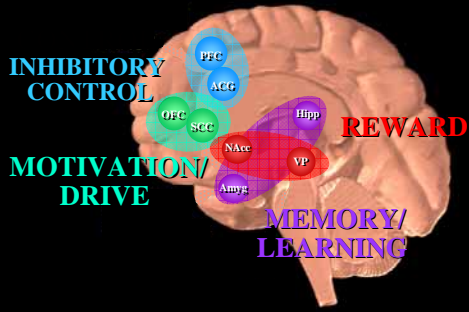 PFC
INHIBITORY
CONTROL
ACG
OFC
SCC
Hipp
REWARD
NAcc
VP
MOTIVATION/
DRIVE
Amyg
MEMORY/
LEARNING